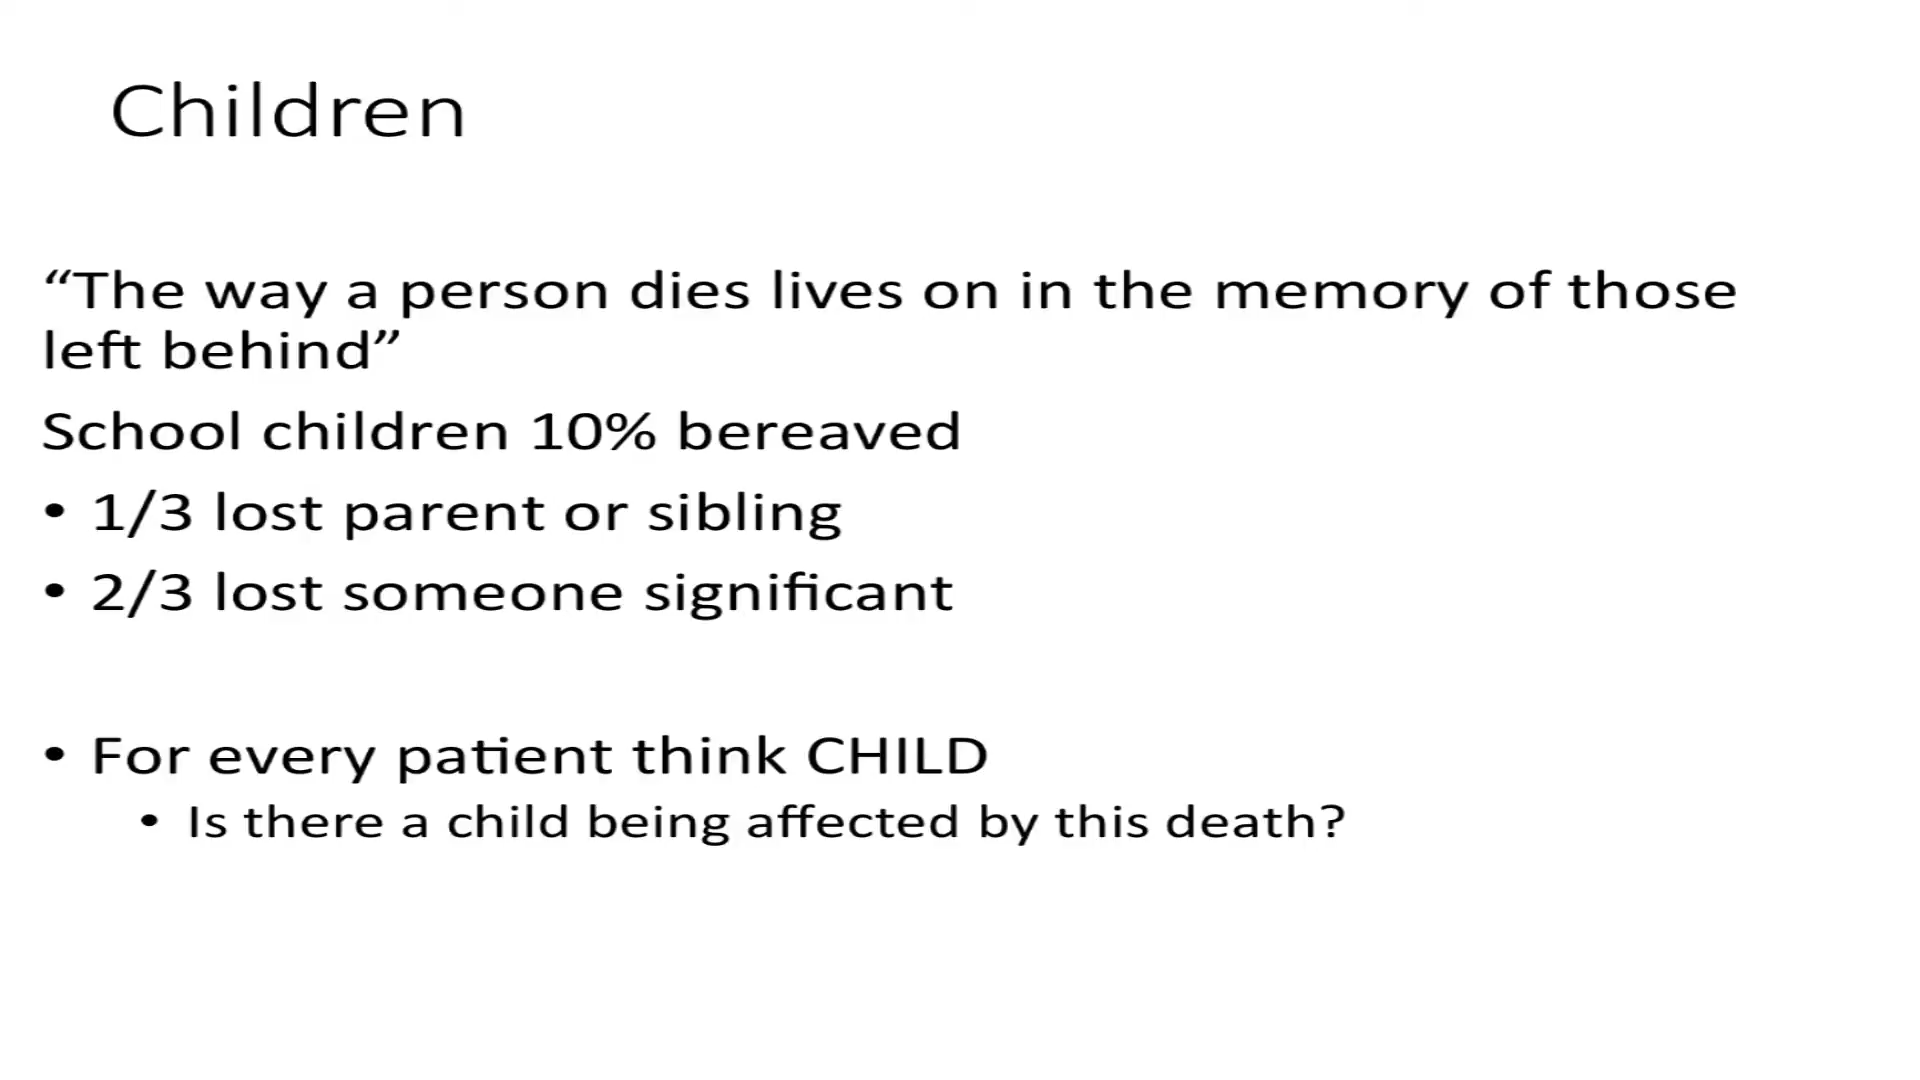 Children
“The way a person dies lives on in the memory of those
left behind”
School children 10% bereaved
• 1/3 lost parent or sibling
• 2/3 lost someone significant
• For every patient think CHILD
• Is there a child being affected by this death?